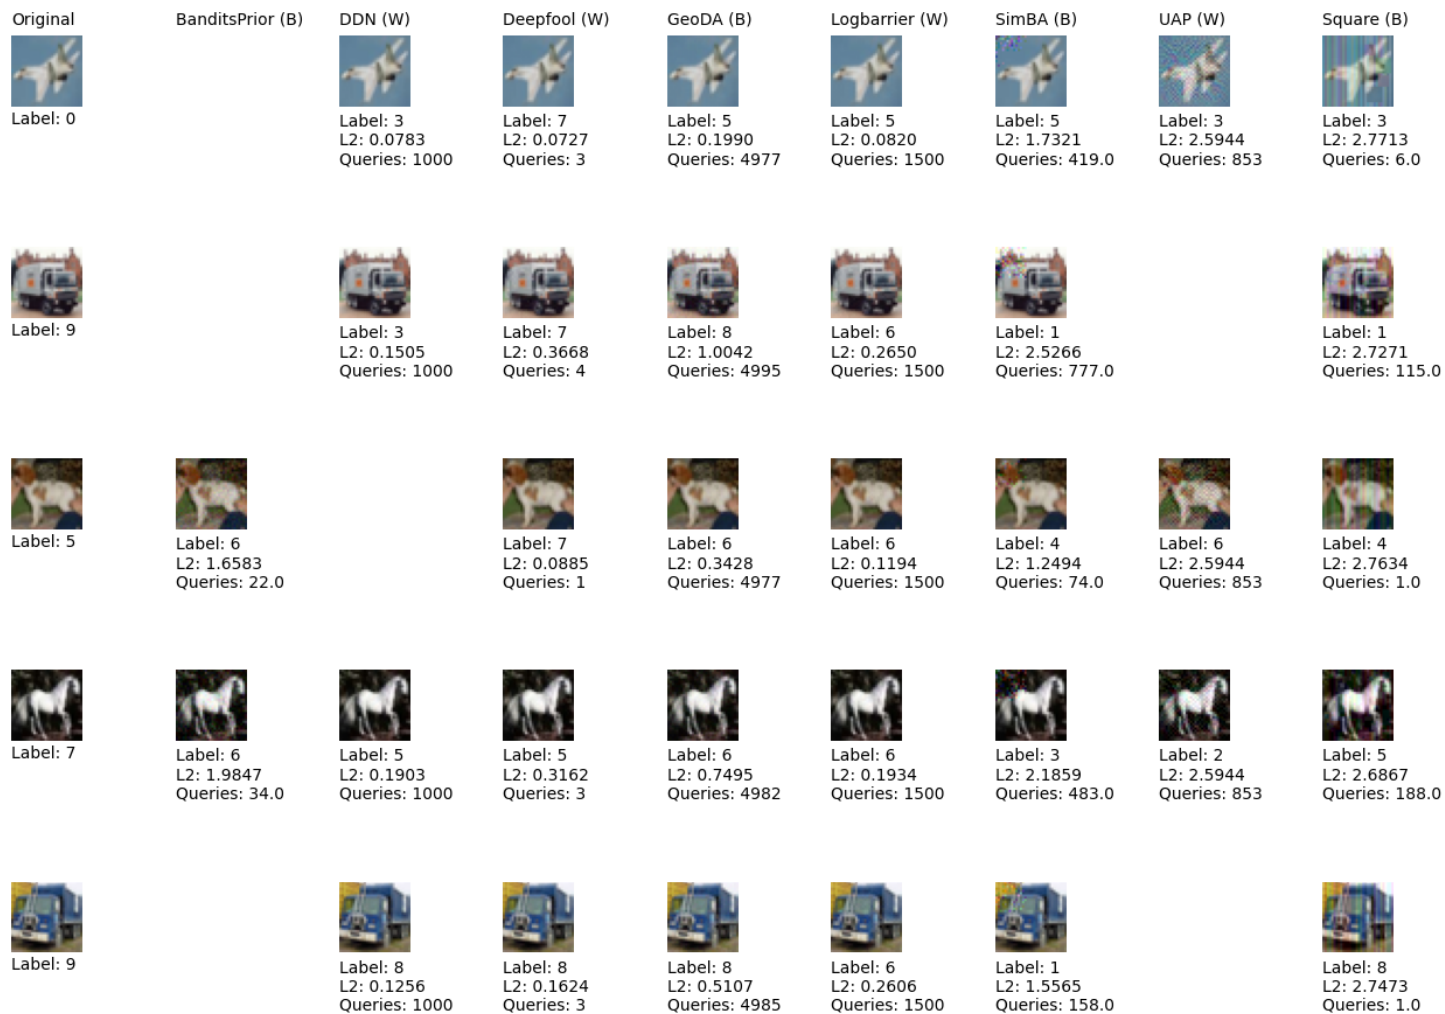 Original BanditsPrior (B) DDN (W) Deepfool (W) GeoDA (B) Logbarrier (W) SimBA (B) UAP (W) Square (B)
Label: 0 Label: 3 Label: 7 Label: 5 Label: 5 Label: 5 Label: 3 Label: 3
L2: 0.0783 L2: 0.0727 L2: 0.1990 L2: 0.0820 L2: 1.7321 L2: 2.5944 L2: 2.7713
Queries: 1000 Queries: 3 Queries: 4977 Queries: 1500 Queries: 419.0 Queries: 853 Queries: 6.0
Label: 9 Label: 3 Label: 7 Label: 8 Label: 6 Label: 1 Label: 1
L2: 0.1505 L2: 0.3668 L2: 1.0042 L2: 0.2650 L2: 2.5266 L2: 2.7271
Queries: 1000 Queries: 4 Queries: 4995 Queries: 1500 Queries: 777.0 Queries: 115.0
Label: 5 Label: 6 Label: 7 Label: 6 Label: 6 Label: 4 Label: 6 Label: 4
L2: 1.6583 L2: 0.0885 L2: 0.3428 L2: 0.1194 L2: 1.2494 L2: 2.5944 L2: 2.7634
Queries: 22.0 Queries: 1 Queries: 4977 Queries: 1500 Queries: 74.0 Queries: 853 Queries: 1.0
Label: 7 Label: 6 Label: 5 Label: 5 Label: 6 Label: 6 Label: 3 Label: 2 Label: 5
L2: 1.9847 L2: 0.1903 L2: 0.3162 L2: 0.7495 L2: 0.1934 L2: 2.1859 L2: 2.5944 L2: 2.6867
Queries: 34.0 Queries: 1000 Queries: 3 Queries: 4982 Queries: 1500 Queries: 483.0 Queries: 853 Queries: 188.0
Label: 9 Label: 8 Label: 8 Label: 8 Label: 6 Label: 1 Label: 8
L2: 0.1256 L2: 0.1624 L2: 0.5107 L2: 0.2606 L2: 1.5565 L2: 2.7473
Queries: 1000 Queries: 3 Queries: 4985 Queries: 1500 Queries: 158.0 Queries: 1.0